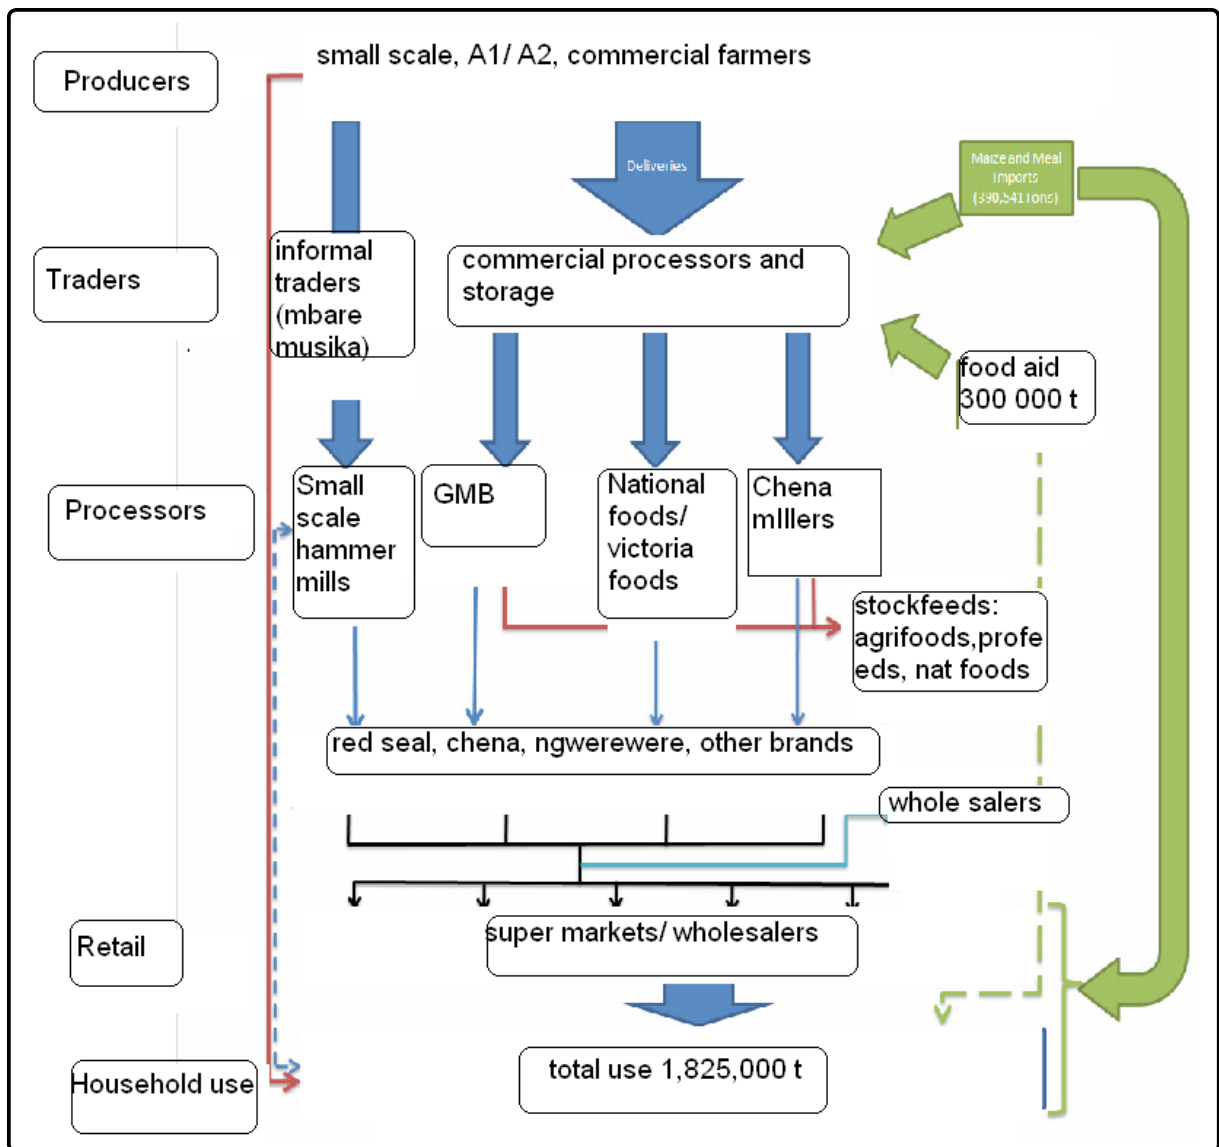 small scale, A1/ A2, commercial farmers
Producers
Deliveries
Maize and Meal
Imports
(390,541Tons)
Traders
informal
traders
(mbare
musika)
commercial processors and
storage
food aid
300 000 t
Processors
Small
scale
hammer
mills
GMB
National
foods/
victoria
foods
Chena
mIllers
stockfeeds:
agrifoods,profe
eds, nat foods
red seal, chena, ngwerewere, other brands
whole salers
Retail
super markets/ wholesalers
Household use
total use 1,825,000 t